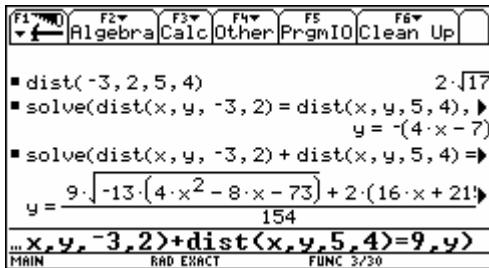 F1 F2 F3 F4 F5 F6
Algebra Calc Other PrgmIO Clean Up
▪ dist(⁻3,2,5,4) 2·√17
▪ solve(dist(x,y,⁻3,2)=dist(x,y,5,4),▶
y = ⁻(4·x − 7)
▪ solve(dist(x,y,⁻3,2)+dist(x,y,5,4)=▶
y = (9·√(⁻13·(4·x² − 8·x − 73)) + 2·(16·x + 215▶ / 154
…x,y,⁻3,2)+dist(x,y,5,4)=9,y)
MAIN RAD EXACT FUNC 3/30